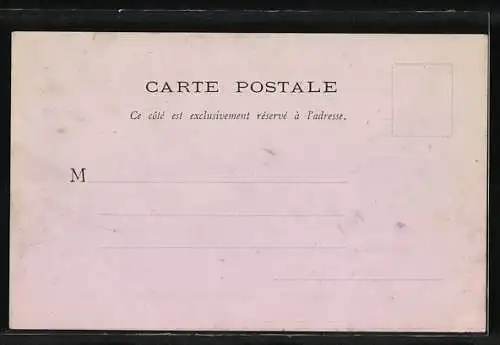 CARTE POSTALE
Ce côté est exclusivement réservé à l'adresse.
M